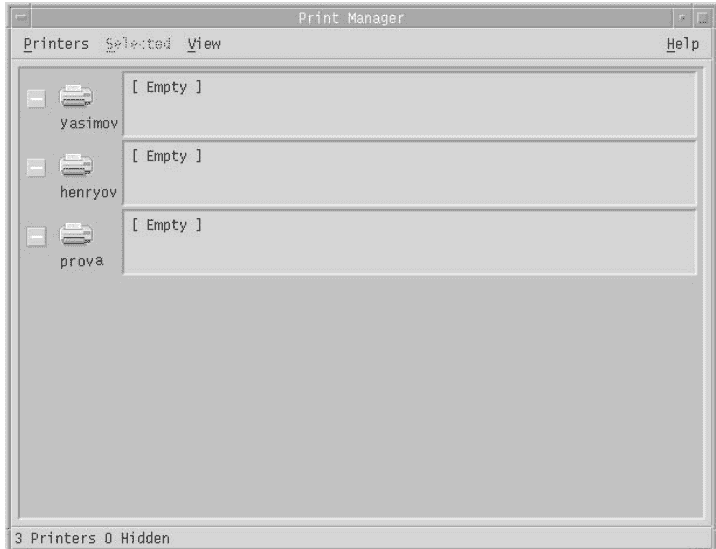 Print Manager
Printers Selected View Help
[ Empty ]
yasimov
[ Empty ]
henryov
[ Empty ]
prova
3 Printers 0 Hidden